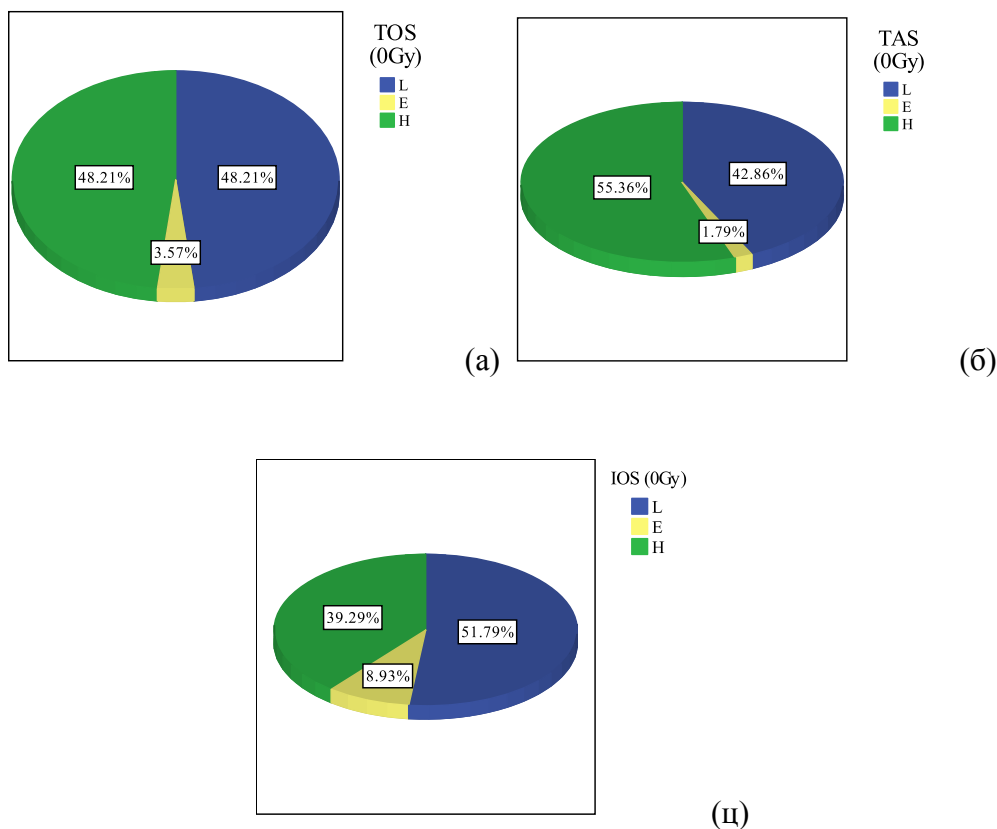 TOS
(0Gy)
L
E
H
48.21%
48.21%
3.57%
(а)
TAS
(0Gy)
L
E
H
55.36%
42.86%
1.79%
(б)
IOS (0Gy)
L
E
H
39.29%
51.79%
8.93%
(ц)